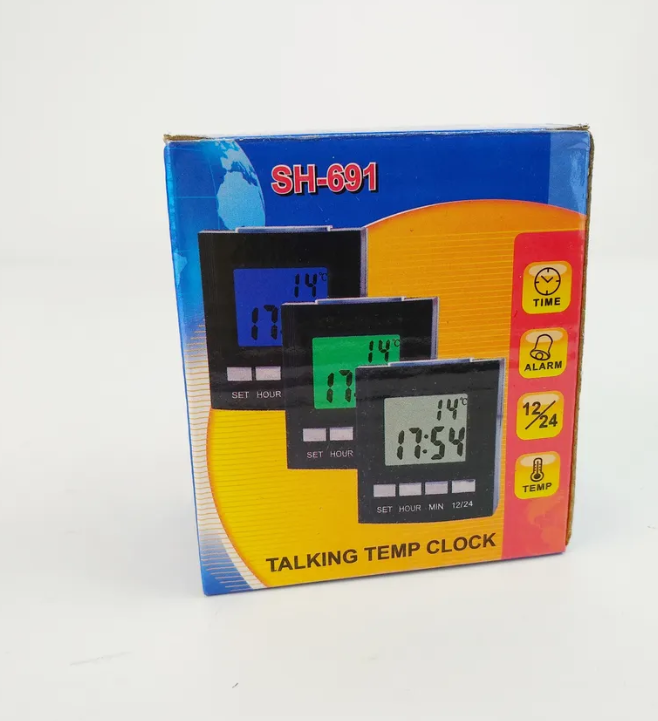 SH-691
14°C
17:
SET HOUR
14°C
17:
SET HOUR
14°C
17:54
SET HOUR MIN 12/24
TIME
ALARM
12/24
TEMP
TALKING TEMP CLOCK